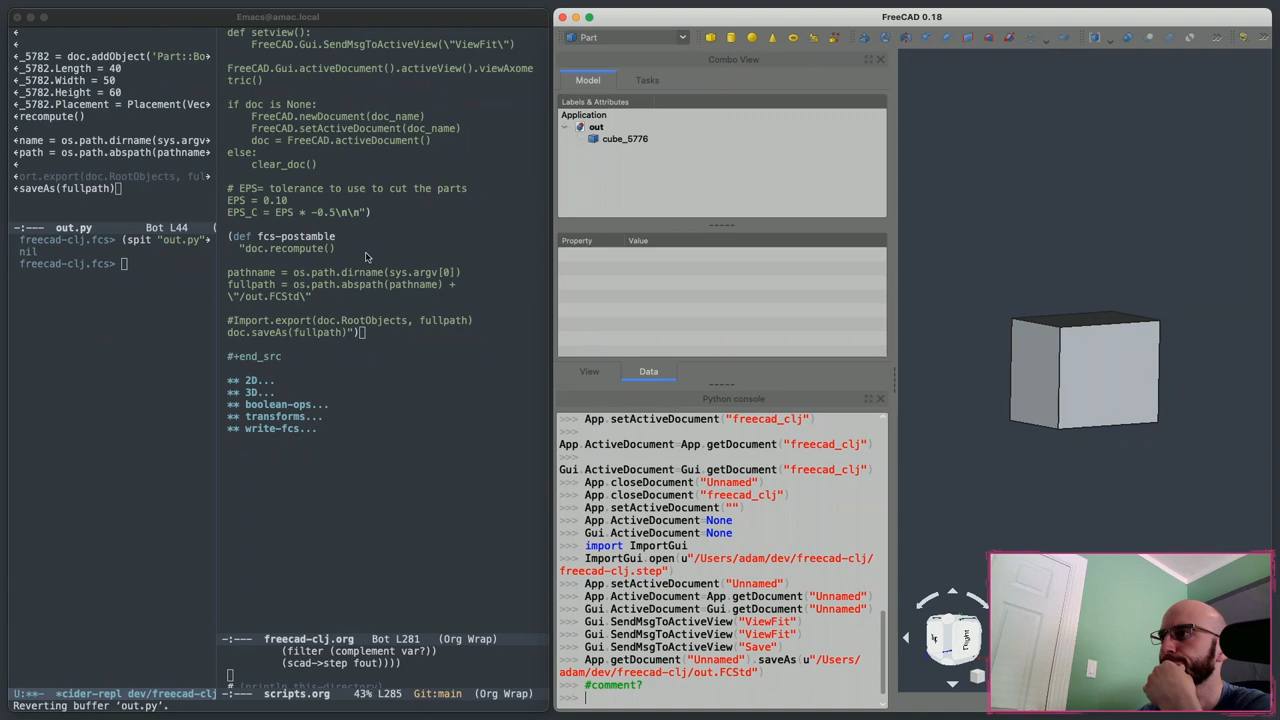 Emacs@amac.local
_5782 = doc.addObject('Part::Bo
_5782.Length = 40
_5782.Width = 50
_5782.Height = 60
_5782.Placement = Placement(Vec
recompute()
name = os.path.dirname(sys.argv
path = os.path.abspath(pathname
ort.export(doc.RootObjects, ful
saveAs(fullpath)
-:--- out.py Bot L44 (
freecad-clj.fcs> (spit "out.py"
nil
freecad-clj.fcs>
U:**- *cider-repl dev/freecad-clj
Reverting buffer ‘out.py’.
def setview():
FreeCAD.Gui.SendMsgToActiveView(\"ViewFit\")
FreeCAD.Gui.activeDocument().activeView().viewAxome
tric()
if doc is None:
FreeCAD.newDocument(doc_name)
FreeCAD.setActiveDocument(doc_name)
doc = FreeCAD.activeDocument()
else:
clear_doc()
# EPS= tolerance to use to cut the parts
EPS = 0.10
EPS_C = EPS * -0.5\n\n")
(def fcs-postamble
"doc.recompute()
pathname = os.path.dirname(sys.argv[0])
fullpath = os.path.abspath(pathname) +
\"/out.FCStd\"
#Import.export(doc.RootObjects, fullpath)
doc.saveAs(fullpath)")
#+end_src
** 2D...
** 3D...
** boolean-ops...
** transforms...
** write-fcs...
-:--- freecad-clj.org Bot L281 (Org Wrap)
(filter (complement var?))
(scad->step fout))))
-:--- scripts.org 43% L285 Git:main (Org Wrap)
FreeCAD 0.18
Part
Combo View
Model
Tasks
Labels & Attributes
Application
out
cube_5776
Property
Value
View
Data
Python console
>>> App.setActiveDocument("freecad_clj")
>>>
App.ActiveDocument=App.getDocument("freecad_clj")
>>>
Gui.ActiveDocument=Gui.getDocument("freecad_clj")
>>> App.closeDocument("Unnamed")
>>> App.closeDocument("freecad_clj")
>>> App.setActiveDocument("")
>>> App.ActiveDocument=None
>>> Gui.ActiveDocument=None
>>> import ImportGui
>>> ImportGui.open(u"/Users/adam/dev/freecad-clj/
freecad-clj.step")
>>> App.setActiveDocument("Unnamed")
>>> App.ActiveDocument=App.getDocument("Unnamed")
>>> Gui.ActiveDocument=Gui.getDocument("Unnamed")
>>> Gui.SendMsgToActiveView("ViewFit")
>>> Gui.SendMsgToActiveView("ViewFit")
>>> Gui.SendMsgToActiveView("Save")
>>> App.getDocument("Unnamed").saveAs(u"/Users/
adam/dev/freecad-clj/out.FCStd")
>>> #comment?
>>>
Right